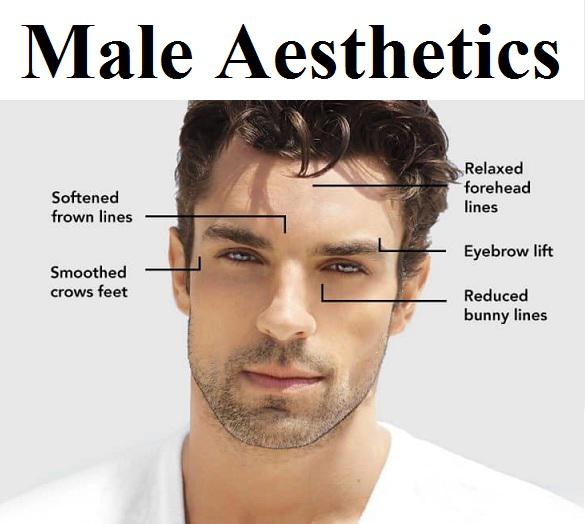 Male Aesthetics
Softened
frown lines
Smoothed
crows feet
Relaxed
forehead
lines
Eyebrow lift
Reduced
bunny lines